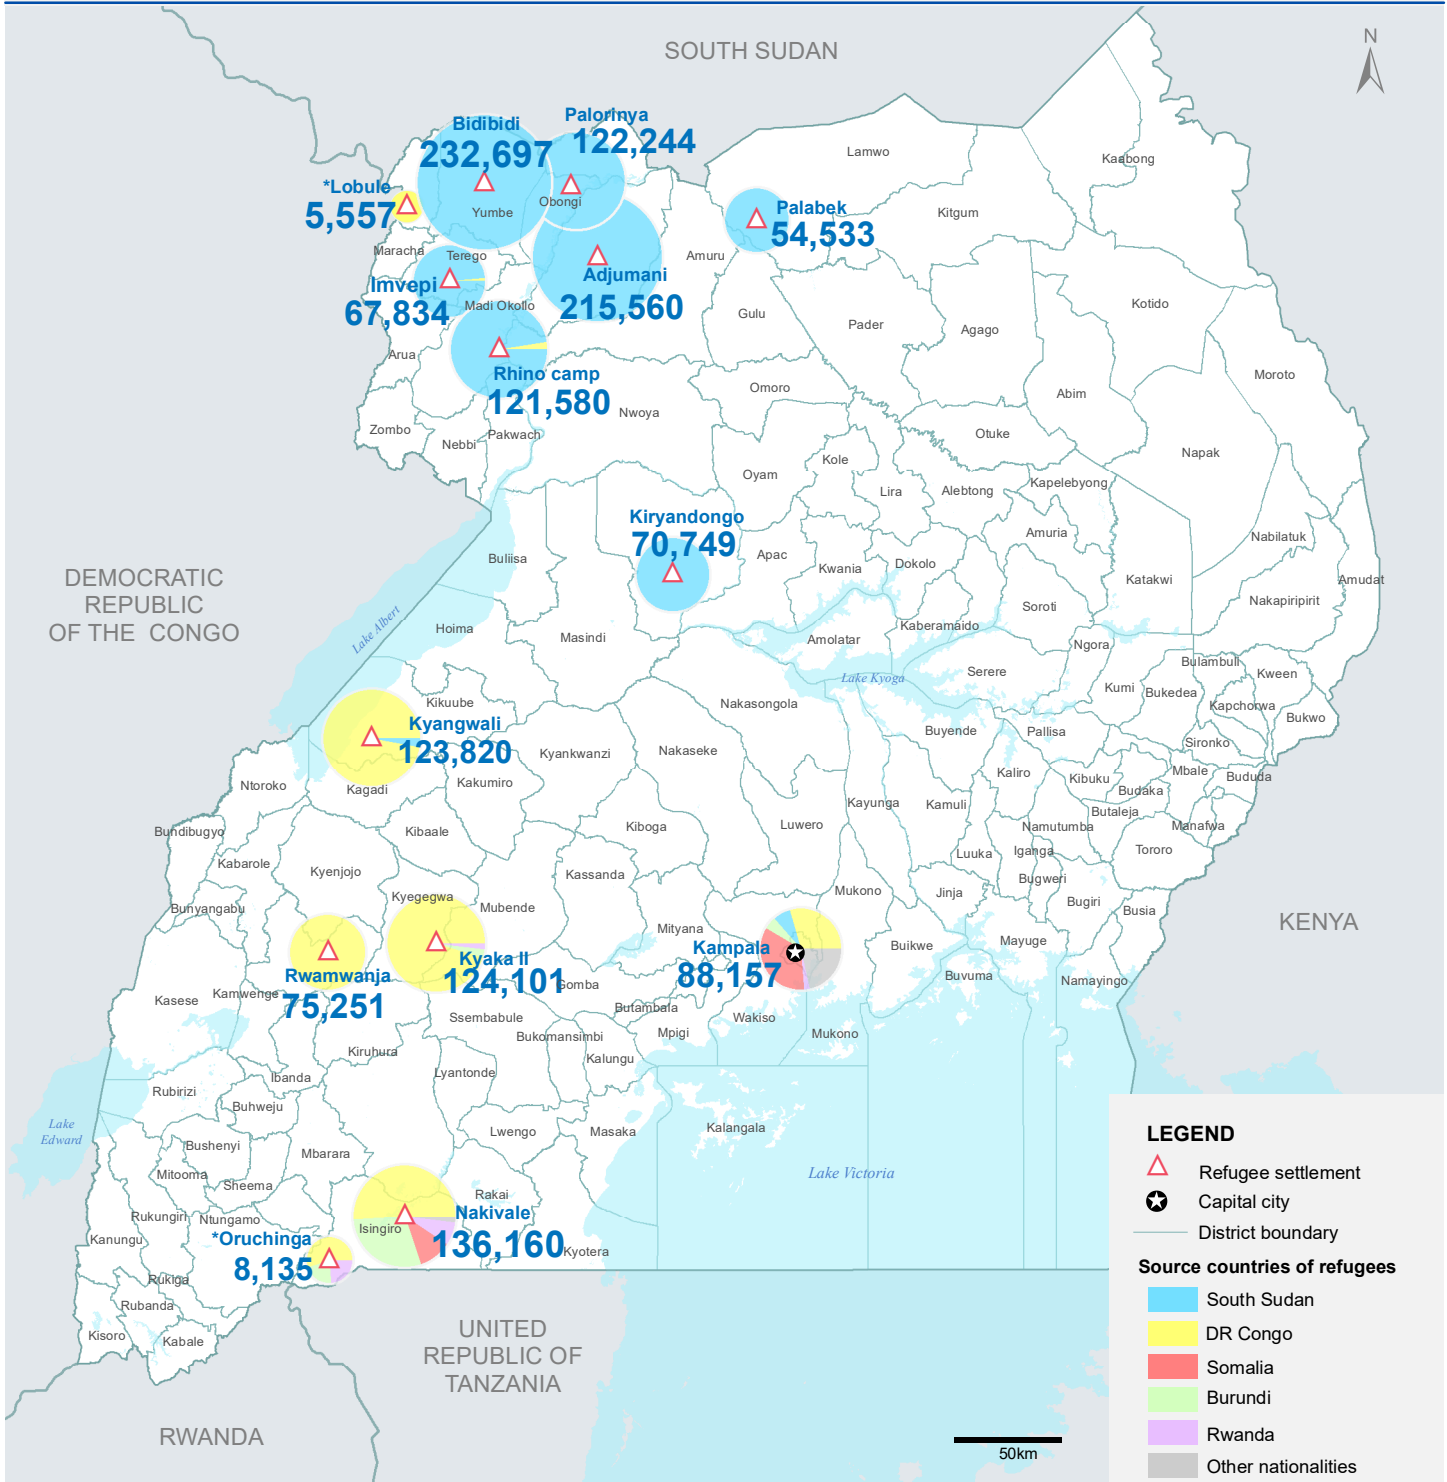 SOUTH SUDAN
N
Bidibidi
232,697
Palorinya
122,244
Lamwo
Kaabong
*Lobule
5,557
Yumbe
Obongi
Palabek
54,533
Kitgum
Maracha
Terego
Amuru
Imvepi
67,834
Adjumani
215,560
Madi Okollo
Gulu
Pader
Agago
Kotido
Arua
Rhino camp
121,580
Nwoya
Omoro
Abim
Moroto
Zombo
Nebbi
Pakwach
Otuke
Napak
Oyam
Kole
Lira
Alebtong
Kapelebyong
Kiryandongo
70,749
Amuria
Nabilatuk
Buliisa
Apac
Kwania
Dokolo
Katakwi
Amudat
DEMOCRATIC
REPUBLIC
OF THE CONGO
Lake Albert
Hoima
Masindi
Soroti
Nakapiripirit
Amolatar
Kaberamaido
Ngora
Lake Kyoga
Serere
Bulambuli
Kween
Kumi
Bukedea
Kapchorwa
Bukwo
Kikuube
Kyangwali
123,820
Nakasongola
Buyende
Pallisa
Sironko
Kyankwanzi
Nakaseke
Ntoroko
Kagadi
Kakumiro
Kaliro
Kibuku
Mbale
Bududa
Budaka
Bundibugyo
Kibaale
Kiboga
Luwero
Kayunga
Kamuli
Butaleja
Namutumba
Manafwa
Kabarole
Kyenjojo
Kassanda
Luuka
Iganga
Tororo
Kyegegwa
Mubende
Mukono
Jinja
Bugweri
Bugiri
Busia
Bunyangabu
Mityana
Kampala
88,157
Buikwe
Mayuge
KENYA
Rwamwanja
75,251
Kyaka II
124,101
Gomba
Buvuma
Namayingo
Kasese
Kamwenge
Butambala
Ssembabule
Bukomansimbi
Mpigi
Wakiso
Mukono
Kiruhura
Kalungu
Lyantonde
Ibanda
Rubirizi
Buhweju
Lake
Edward
Bushenyi
Mbarara
Lwengo
Masaka
Kalangala
Mitooma
Sheema
Lake Victoria
Rakai
Rukungiri
Ntungamo
Isingiro
Nakivale
136,160
Kanungu
*Oruchinga
8,135
Kyotera
Rukiga
Rubanda
Kisoro
Kabale
UNITED
REPUBLIC OF
TANZANIA
RWANDA
50km
LEGEND
Refugee settlement
Capital city
District boundary
Source countries of refugees
South Sudan
DR Congo
Somalia
Burundi
Rwanda
Other nationalities